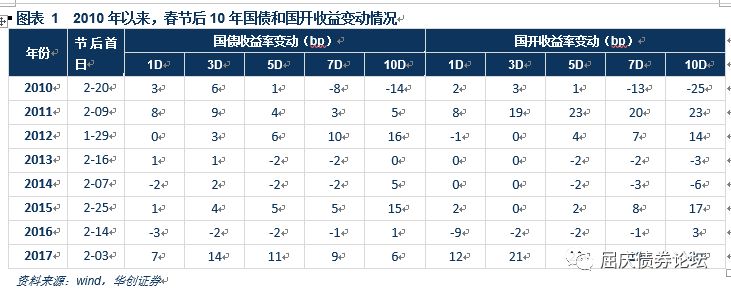 图表 1 2010年以来，春节后10年国债和国开收益变动情况
年份 节后首日 国债收益率变动（bp） 国开收益率变动（bp）
1D 3D 5D 7D 10D 1D 3D 5D 7D 10D
2010 2-20 3 6 1 -8 -14 2 3 1 -13 -25
2011 2-09 8 9 4 3 5 8 19 23 20 23
2012 1-29 0 3 6 10 16 -1 0 4 7 14
2013 2-16 1 1 -2 -2 0 0 0 -2 -2 -3
2014 2-07 -2 2 -2 -2 5 0 0 -2 -3 -6
2015 2-25 1 4 5 5 15 2 0 2 8 17
2016 2-14 -3 -2 -2 -1 1 -9 -2 -2 -1 3
2017 2-03 7 14 11 9 6 12 21
屈庆债券论坛
资料来源：wind，华创证券